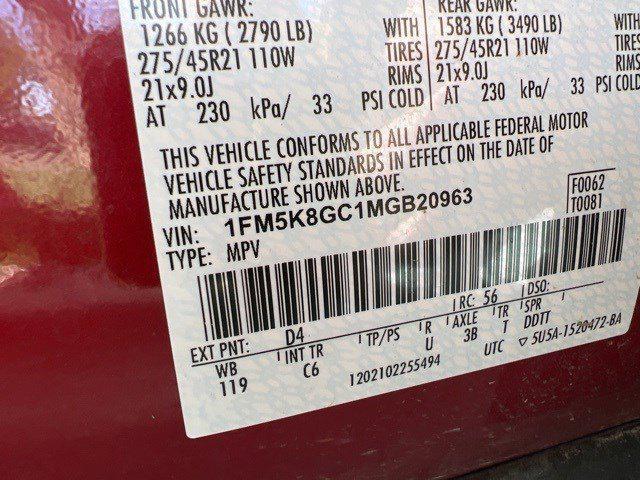 FRONT GAWR:
1266 KG ( 2790 LB)
WITH
275/45R21 110W
TIRES
21x9.0J
RIMS
AT 230 kPa/ 33 PSI COLD
REAR GAWR:
1583 KG ( 3490 LB)
WITH
275/45R21 110W
TIRES
21x9.0J
RIMS
AT 230 kPa/ 33 PSI COLD
THIS VEHICLE CONFORMS TO ALL APPLICABLE FEDERAL MOTOR
VEHICLE SAFETY STANDARDS IN EFFECT ON THE DATE OF
MANUFACTURE SHOWN ABOVE.
VIN: 1FM5K8GC1MGB20963
F0062
TYPE: MPV
T0081
EXT PNT: D4 RC: 56 DSO:
WB INT TR TP/PS R AXLE TR SPR
119 C6 U 3B T DDTT
1202102255494 UTC ▽ 5U5A-1520472-BA